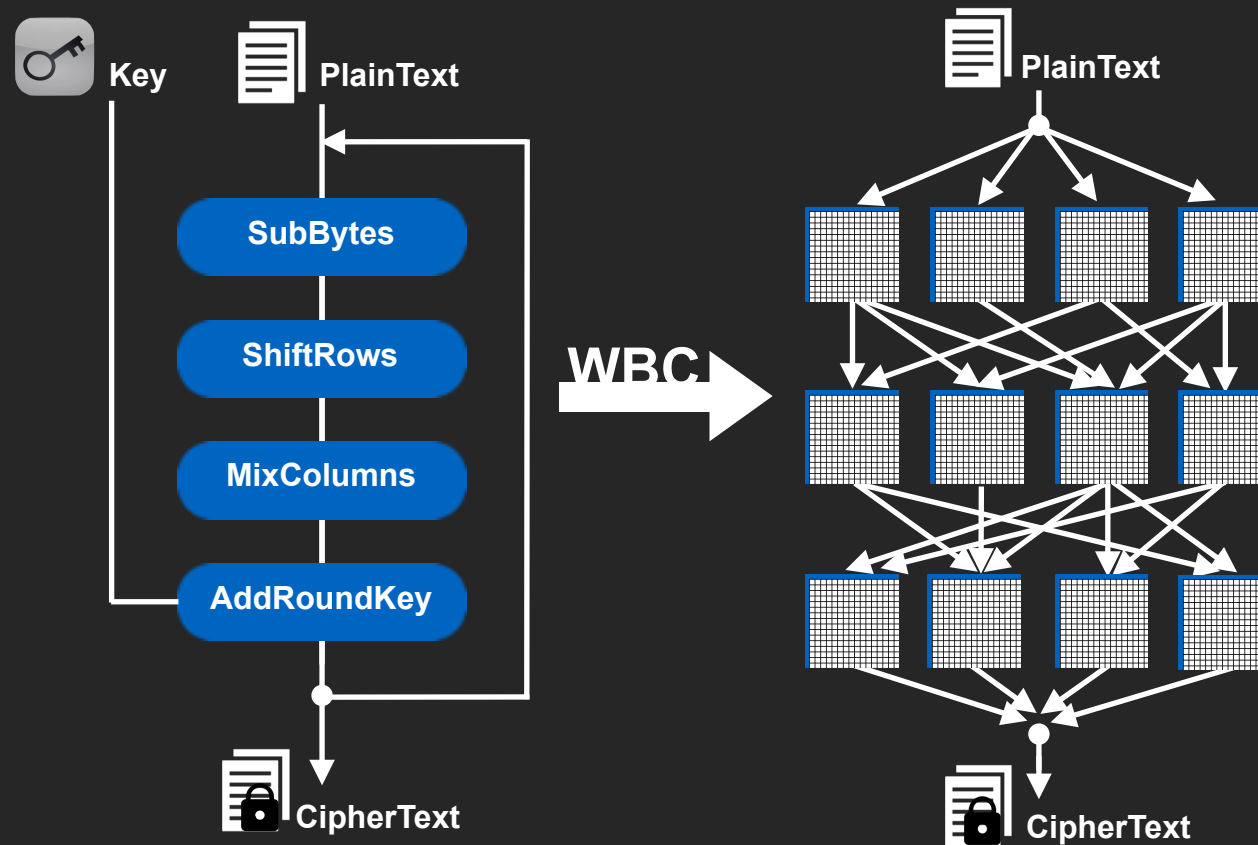 Key
PlainText
SubBytes
ShiftRows
MixColumns
AddRoundKey
CipherText
WBC
PlainText
CipherText